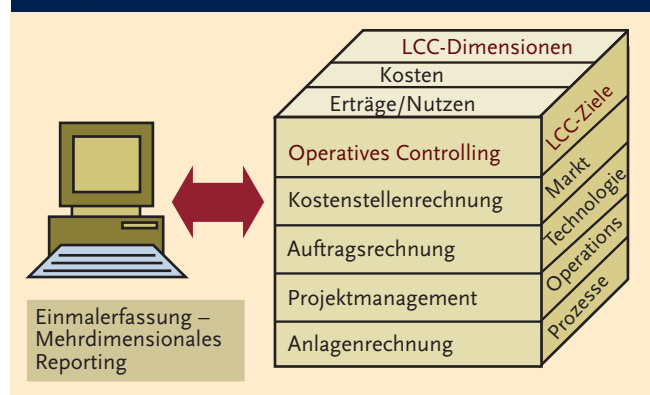 LCC-Dimensionen
Kosten
Erträge/Nutzen
Operatives Controlling
Kostenstellenrechnung
Auftragsrechnung
Projektmanagement
Anlagenrechnung
LCC-Ziele
Markt
Technologie
Operations
Prozesse
Einmalerfassung –
Mehrdimensionales
Reporting